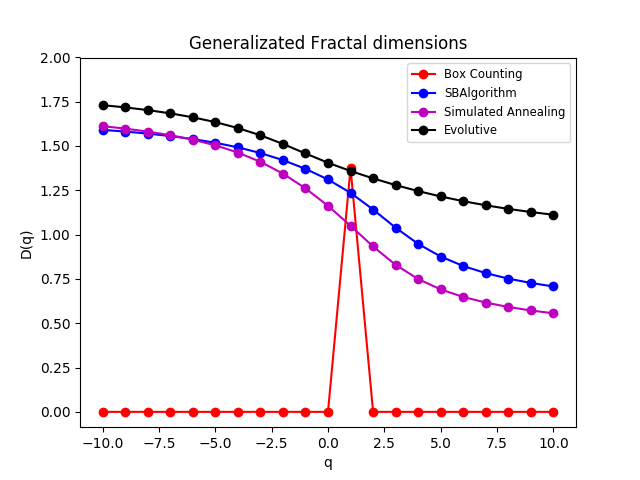 Generalizated Fractal dimensions
Box Counting
SBAlgorithm
Simulated Annealing
Evolutive
D(q)
2.00
1.75
1.50
1.25
1.00
0.75
0.50
0.25
0.00
−10.0 −7.5 −5.0 −2.5 0.0 2.5 5.0 7.5 10.0
q